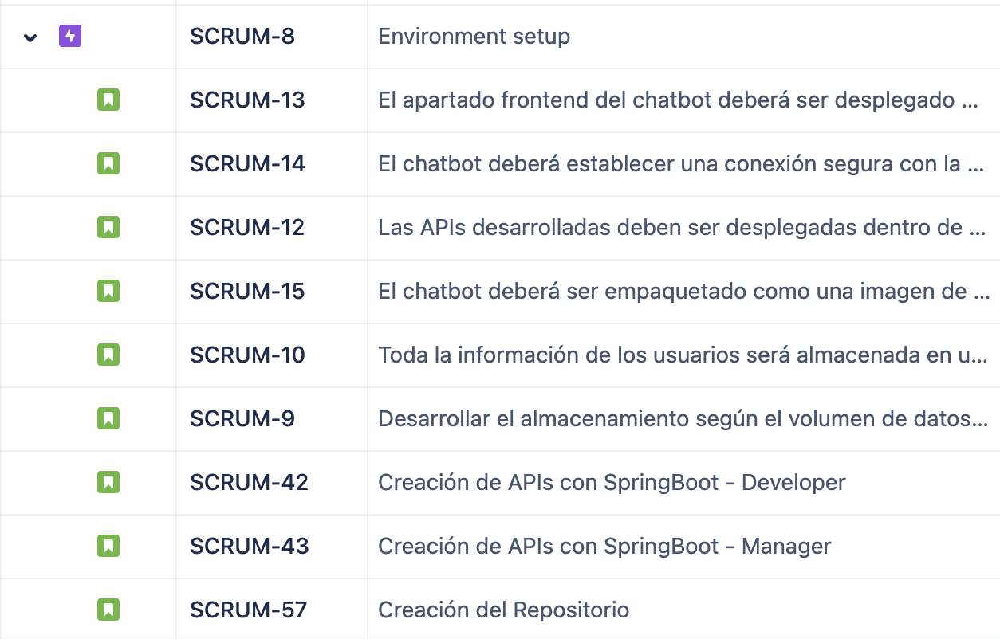 SCRUM-8 Environment setup
SCRUM-13 El apartado frontend del chatbot deberá ser desplegado ...
SCRUM-14 El chatbot deberá establecer una conexión segura con la ...
SCRUM-12 Las APIs desarrolladas deben ser desplegadas dentro de ...
SCRUM-15 El chatbot deberá ser empaquetado como una imagen de ...
SCRUM-10 Toda la información de los usuarios será almacenada en u...
SCRUM-9 Desarrollar el almacenamiento según el volumen de datos...
SCRUM-42 Creación de APIs con SpringBoot - Developer
SCRUM-43 Creación de APIs con SpringBoot - Manager
SCRUM-57 Creación del Repositorio